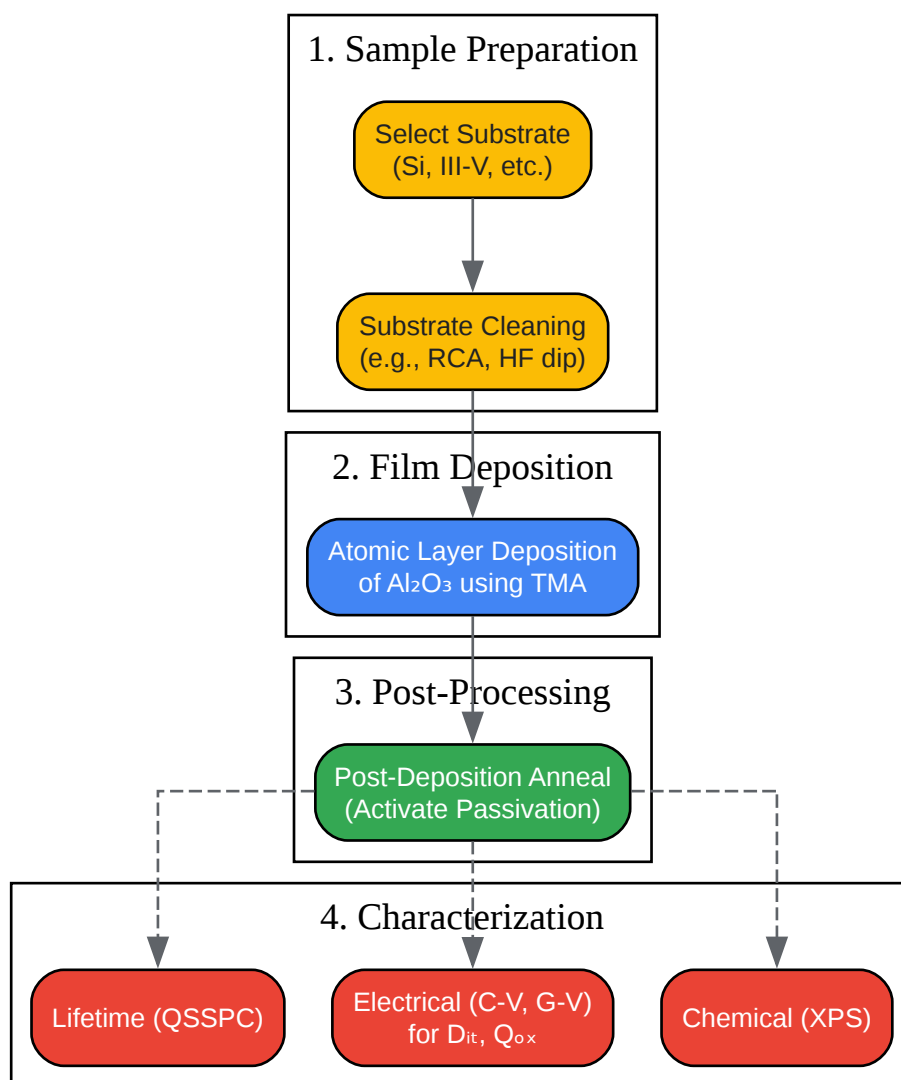 1. Sample Preparation
Select Substrate
(Si, III-V, etc.)
Substrate Cleaning
(e.g., RCA, HF dip)
2. Film Deposition
Atomic Layer Deposition
of Al₂O₃ using TMA
3. Post-Processing
Post-Deposition Anneal
(Activate Passivation)
4. Characterization
Lifetime (QSSPC)
Electrical (C-V, G-V)
for Dᵢₜ, Qₒₓ
Chemical (XPS)